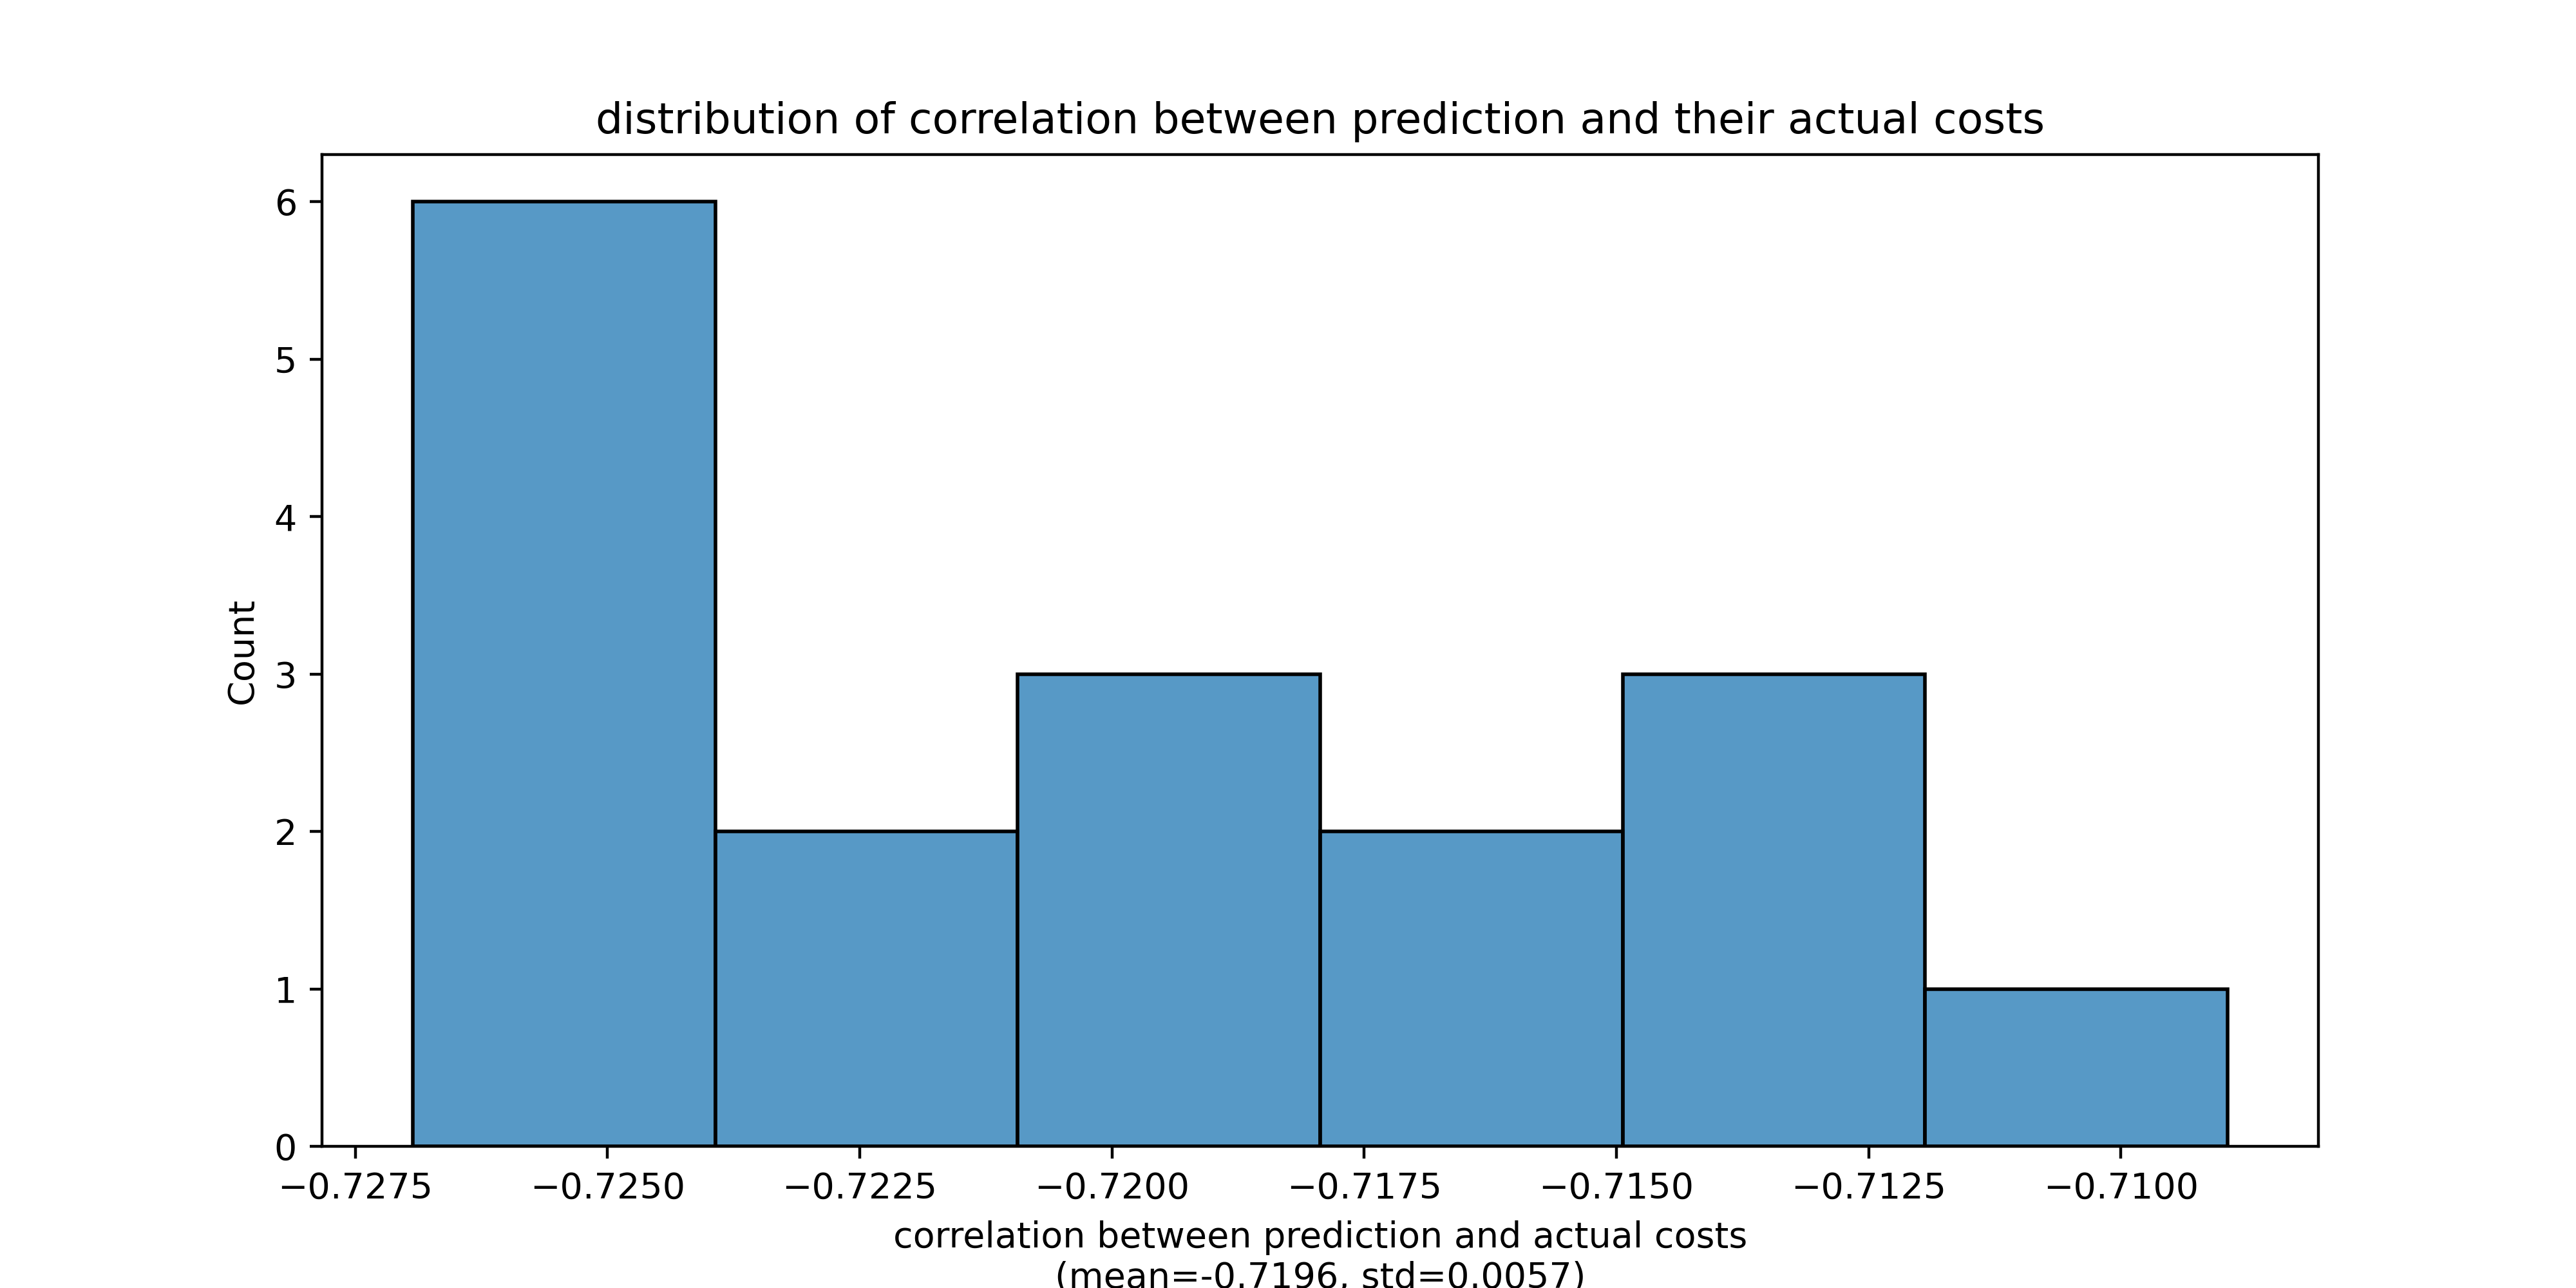 distribution of correlation between prediction and their actual costs
6
5
4
3
2
1
0
Count
−0.7275 −0.7250 −0.7225 −0.7200 −0.7175 −0.7150 −0.7125 −0.7100
correlation between prediction and actual costs
(mean=-0.7196, std=0.0057)